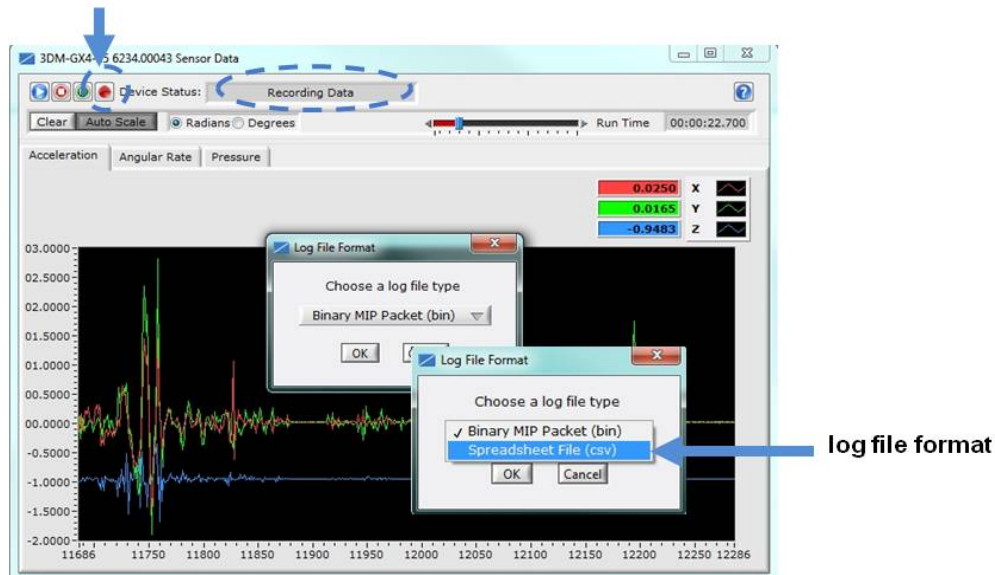 3DM-GX4- 5 6234.00043 Sensor Data
Device Status: Recording Data
Clear Auto Scale Radians Degrees Run Time 00:00:22.700
Acceleration Angular Rate Pressure
0.0250 X
0.0165 Y
-0.9483 Z
03.0000
02.5000
02.0000
01.5000
01.0000
00.5000
00.0000
-0.5000
-1.0000
-1.5000
-2.0000
11686 11750 11800 11850 11900 11950 12000 12050 12100 12150 12200 12250 12286
Log File Format
Choose a log file type
Binary MIP Packet (bin)
OK
Log File Format
Choose a log file type
✓ Binary MIP Packet (bin)
Spreadsheet File (csv)
OK Cancel
log file format